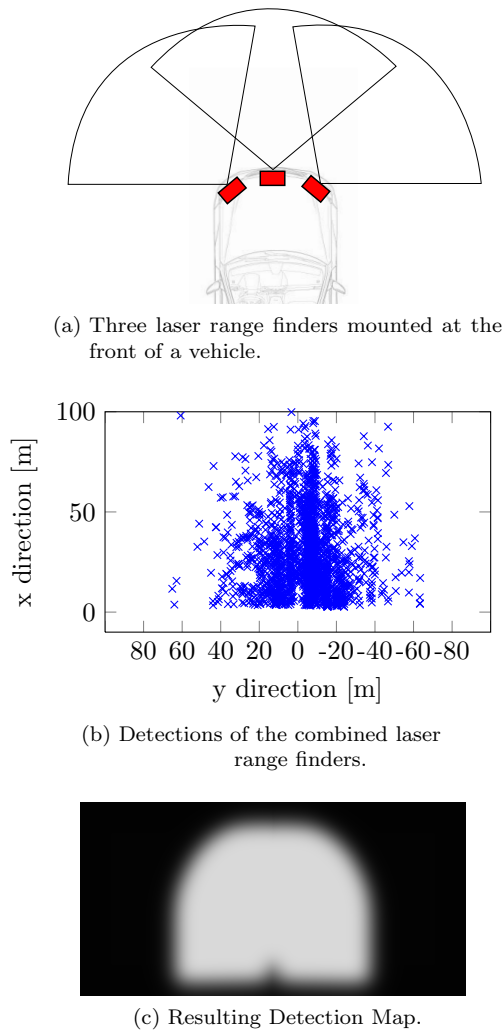 (a) Three laser range finders mounted at the
front of a vehicle.
100
50
0
x direction [m]
80 60 40 20 0 -20 -40 -60 -80
y direction [m]
(b) Detections of the combined laser
range finders.
(c) Resulting Detection Map.